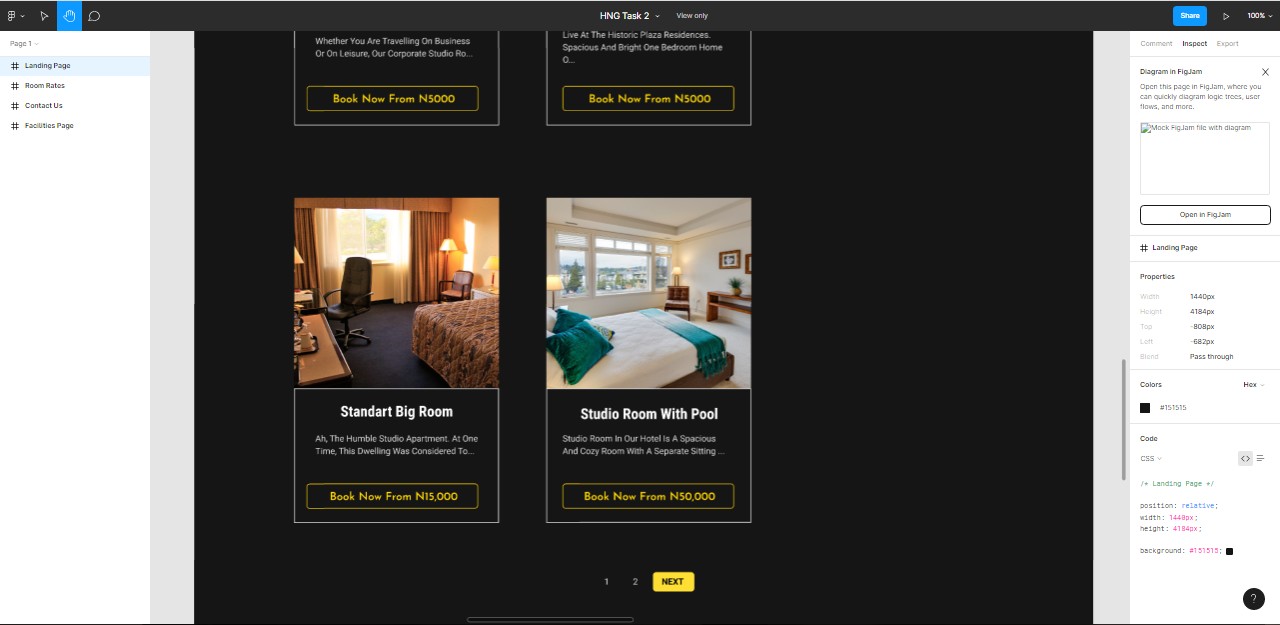 HNG Task 2
View only
Share
100%
Page 1
Landing Page
Room Rates
Contact Us
Facilities Page
Whether You Are Travelling On Business
Or On Leisure, Our Corporate Studio Ro...
Book Now From N5000
Live At The Historic Plaza Residences.
Spacious And Bright One Bedroom Home
O...
Book Now From N5000
Standart Big Room
Ah, The Humble Studio Apartment. At One
Time, This Dwelling Was Considered To...
Book Now From N15,000
Studio Room With Pool
Studio Room In Our Hotel Is A Spacious
And Cozy Room With A Separate Sitting ...
Book Now From N50,000
1 2 NEXT
Comment Inspect Export
Diagram in FigJam
Open this page in FigJam, where you
can quickly diagram logic trees, user
flows, and more.
Mock FigJam file with diagram
Open in FigJam
Landing Page
Properties
Width 1440px
Height 4184px
Top -808px
Left -682px
Blend Pass through
Colors Hex
#151515
Code
CSS
/* Landing Page */
position: relative;
width: 1440px;
height: 4184px;
background: #151515;
?